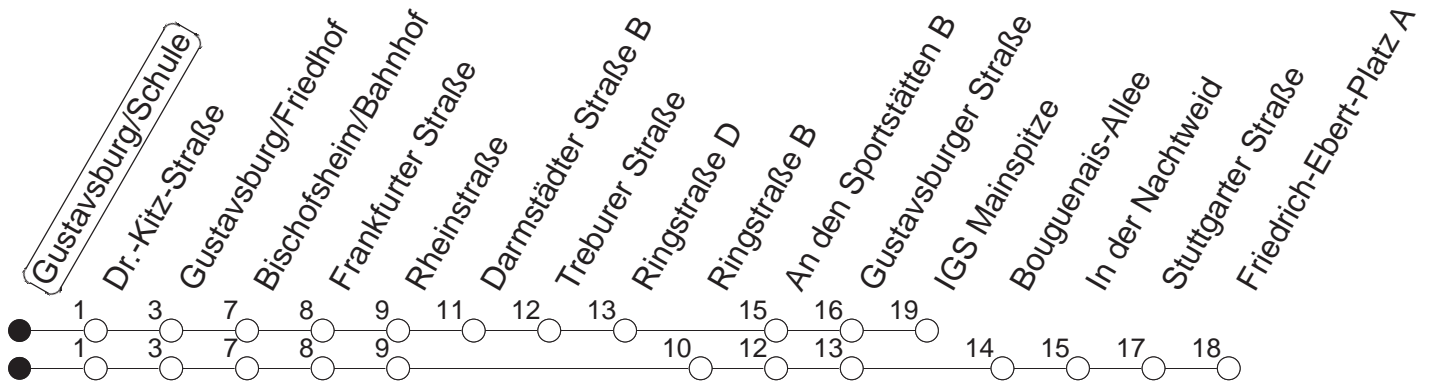 Gustavsburg/Schule
Dr.-Kitz-Straße
Gustavsburg/Friedhof
Bischofsheim/Bahnhof
Frankfurter Straße
Rheinstraße
Darmstädter Straße B
Treburer Straße
Ringstraße D
Ringstraße B
An den Sportstätten B
Gustavsburger Straße
IGS Mainspitze
Bouguenais-Allee
In der Nachtweid
Stuttgarter Straße
Friedrich-Ebert-Platz A
1 3 7 8 9 11 12 13 15 16 19
1 3 7 8 9 10 12 13 14 15 17 18